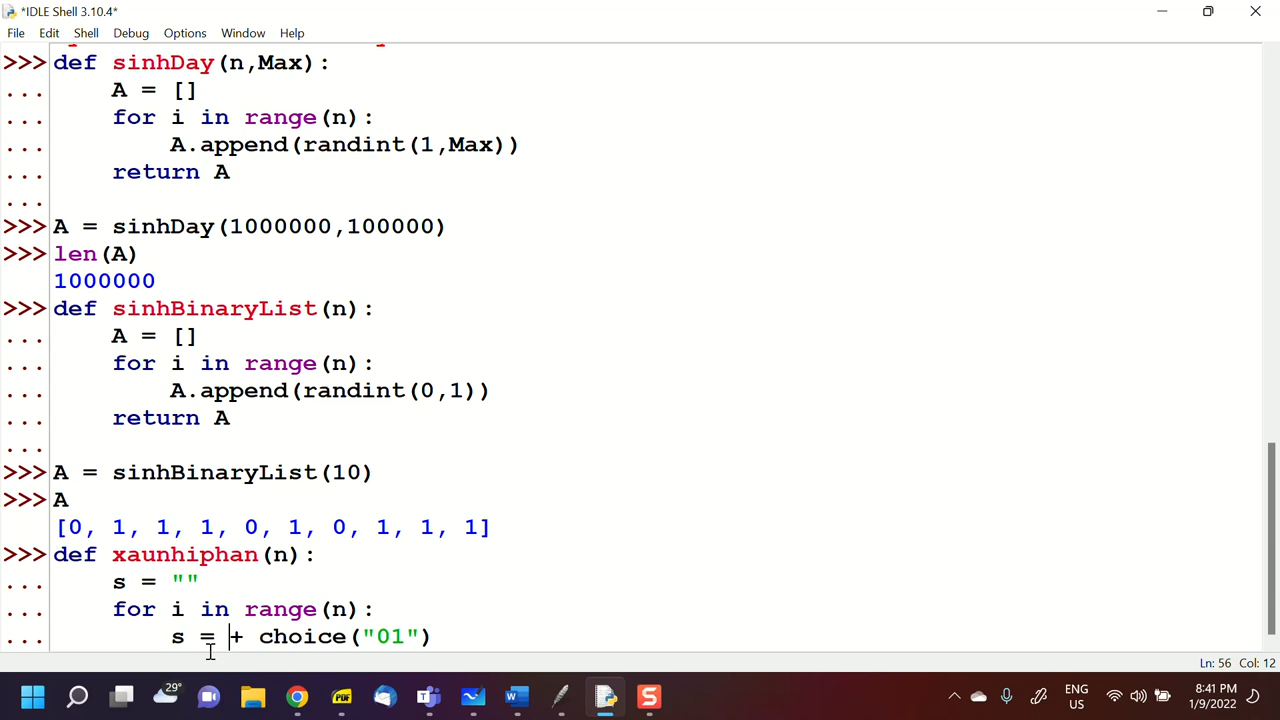 *IDLE Shell 3.10.4*
File Edit Shell Debug Options Window Help
>>> def sinhDay(n,Max):
... A = []
... for i in range(n):
... A.append(randint(1,Max))
... return A
...
>>> A = sinhDay(1000000,100000)
>>> len(A)
1000000
>>> def sinhBinaryList(n):
... A = []
... for i in range(n):
... A.append(randint(0,1))
... return A
...
>>> A = sinhBinaryList(10)
>>> A
[0, 1, 1, 1, 0, 1, 0, 1, 1, 1]
>>> def xaunhiphan(n):
... s = ""
... for i in range(n):
... s = + choice("01")
Ln: 56 Col: 12
29°
PDF
ENG
US
8:41 PM
1/9/2022